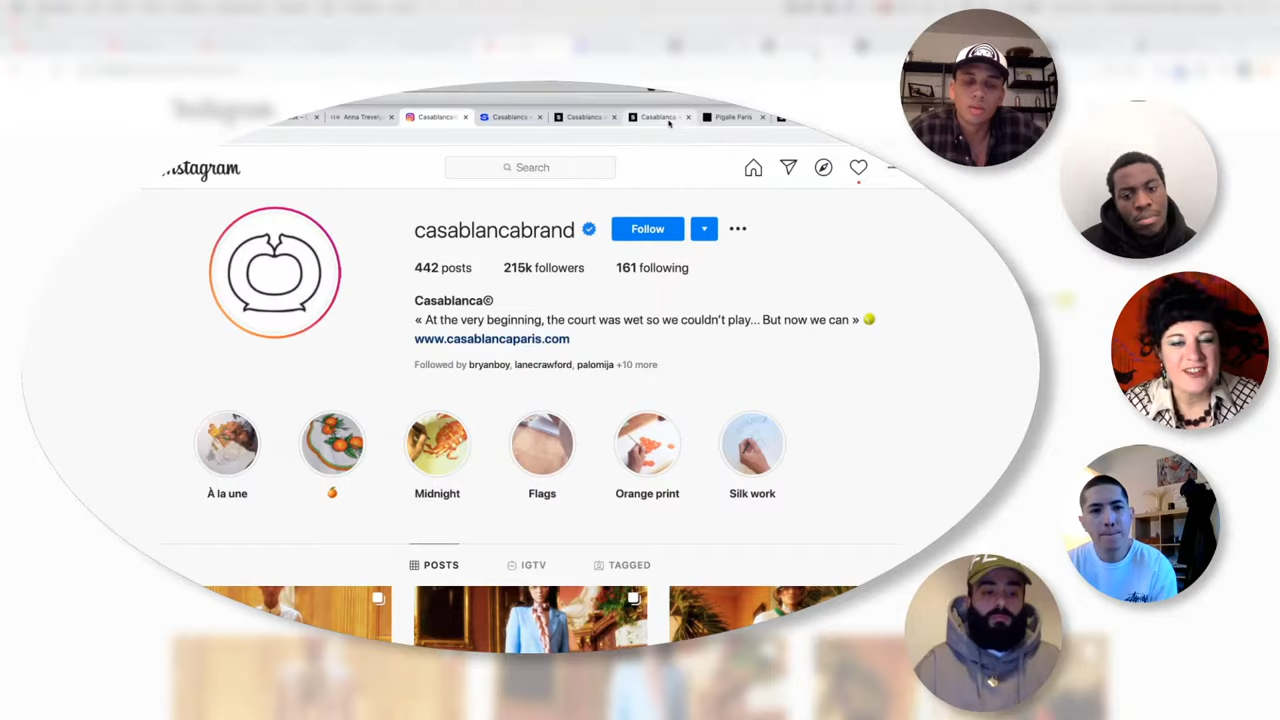 Anna Trevely
Casablanca
Casablanca
Casablanca
Casablanca
Pigalle Paris
Instagram
Search
casablancabrand
Follow
442 posts 215k followers 161 following
Casablanca©
« At the very beginning, the court was wet so we couldn't play... But now we can »
www.casablancaparis.com
Followed by bryanboy, lanecrawford, palomija +10 more
À la une
Midnight
Flags
Orange print
Silk work
POSTS
IGTV
TAGGED